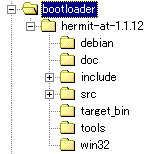 bootloader
hermit-at-1.1.12
debian
doc
include
src
target_bin
tools
win32